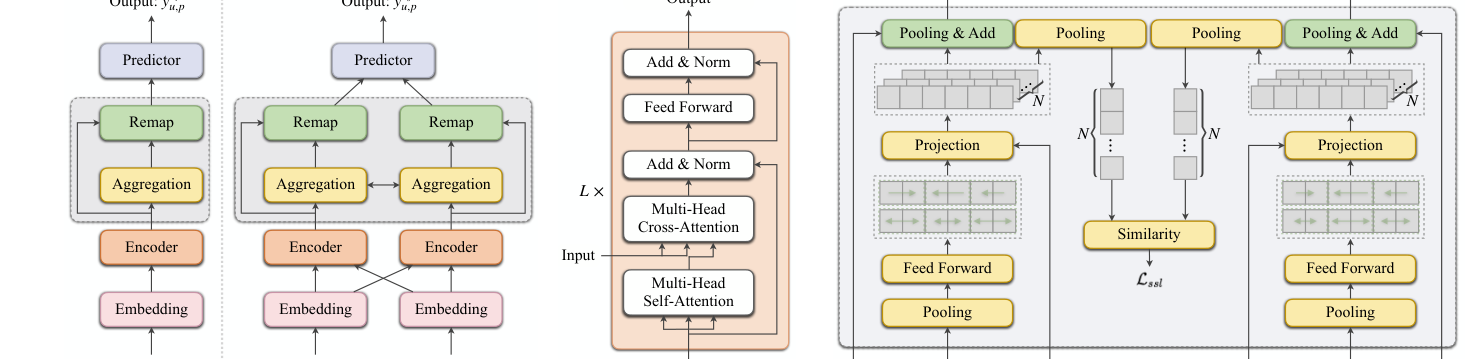 Output: y_{u,p}
Predictor
Remap
Aggregation
Encoder
Embedding
Output: y_{u,p}
Predictor
Remap
Remap
Aggregation
Aggregation
Encoder
Encoder
Embedding
Embedding
Output
Add & Norm
Feed Forward
Add & Norm
L ×
Multi-Head
Cross-Attention
Input
Multi-Head
Self-Attention
Pooling & Add
Pooling
Pooling
Pooling & Add
N
N
N
N
Projection
Projection
Similarity
Feed Forward
Feed Forward
ℒ_{ssl}
Pooling
Pooling